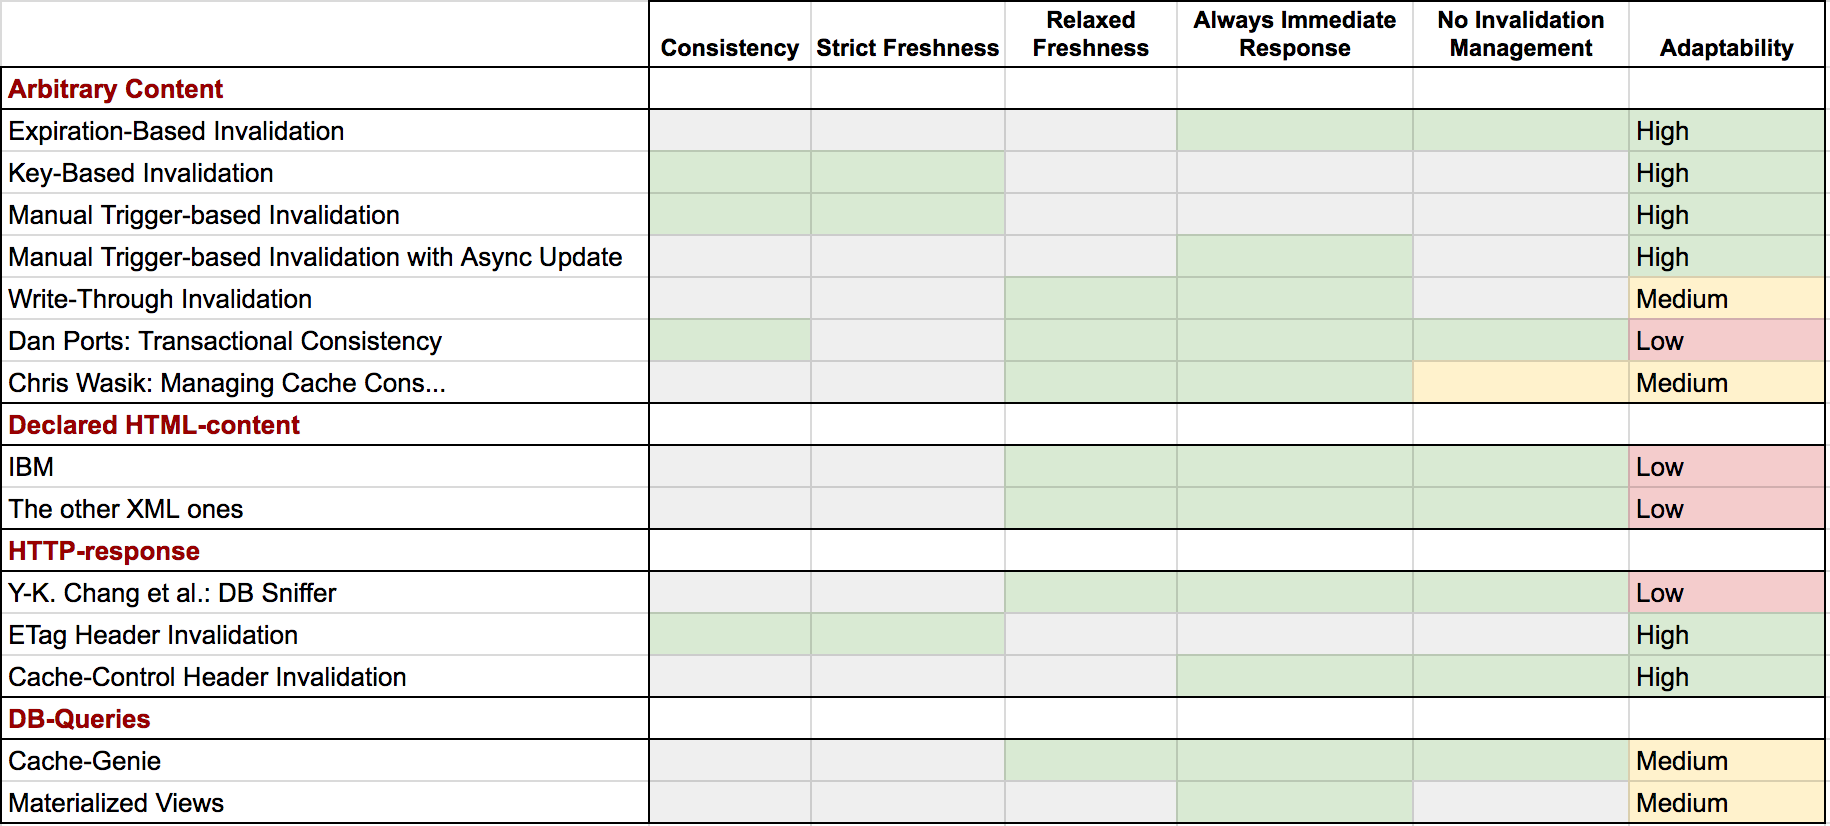 Consistency Strict Freshness Relaxed Freshness Always Immediate Response No Invalidation Management Adaptability
Arbitrary Content
Expiration-Based Invalidation High
Key-Based Invalidation High
Manual Trigger-based Invalidation High
Manual Trigger-based Invalidation with Async Update High
Write-Through Invalidation Medium
Dan Ports: Transactional Consistency Low
Chris Wasik: Managing Cache Cons... Medium
Declared HTML-content
IBM Low
The other XML ones Low
HTTP-response
Y-K. Chang et al.: DB Sniffer Low
ETag Header Invalidation High
Cache-Control Header Invalidation High
DB-Queries
Cache-Genie Medium
Materialized Views Medium